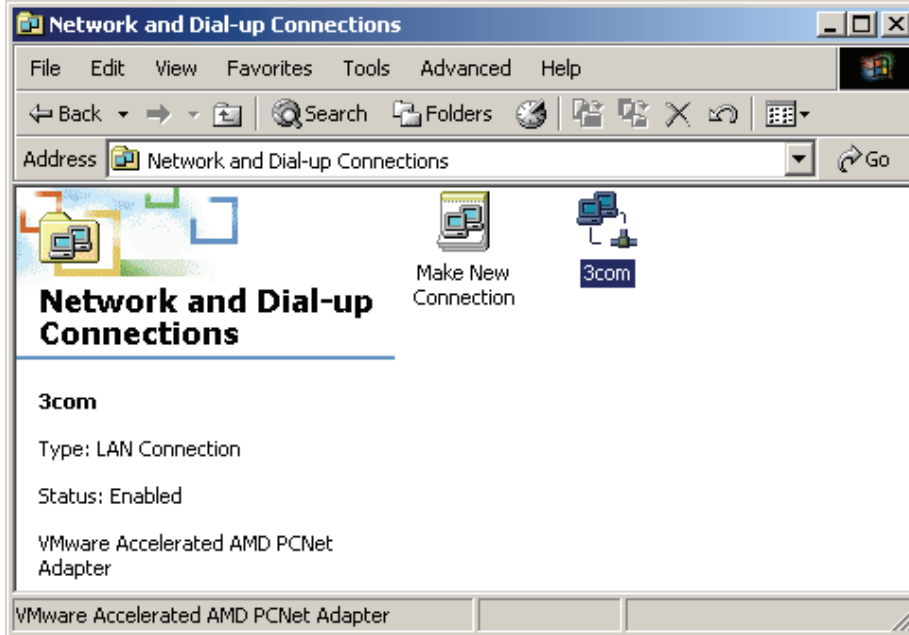 Network and Dial-up Connections
File Edit View Favorites Tools Advanced Help
Back Search Folders
Address Network and Dial-up Connections Go
Make New
Connection
3com
Network and Dial-up
Connections
3com
Type: LAN Connection
Status: Enabled
VMware Accelerated AMD PCNet
Adapter
VMware Accelerated AMD PCNet Adapter